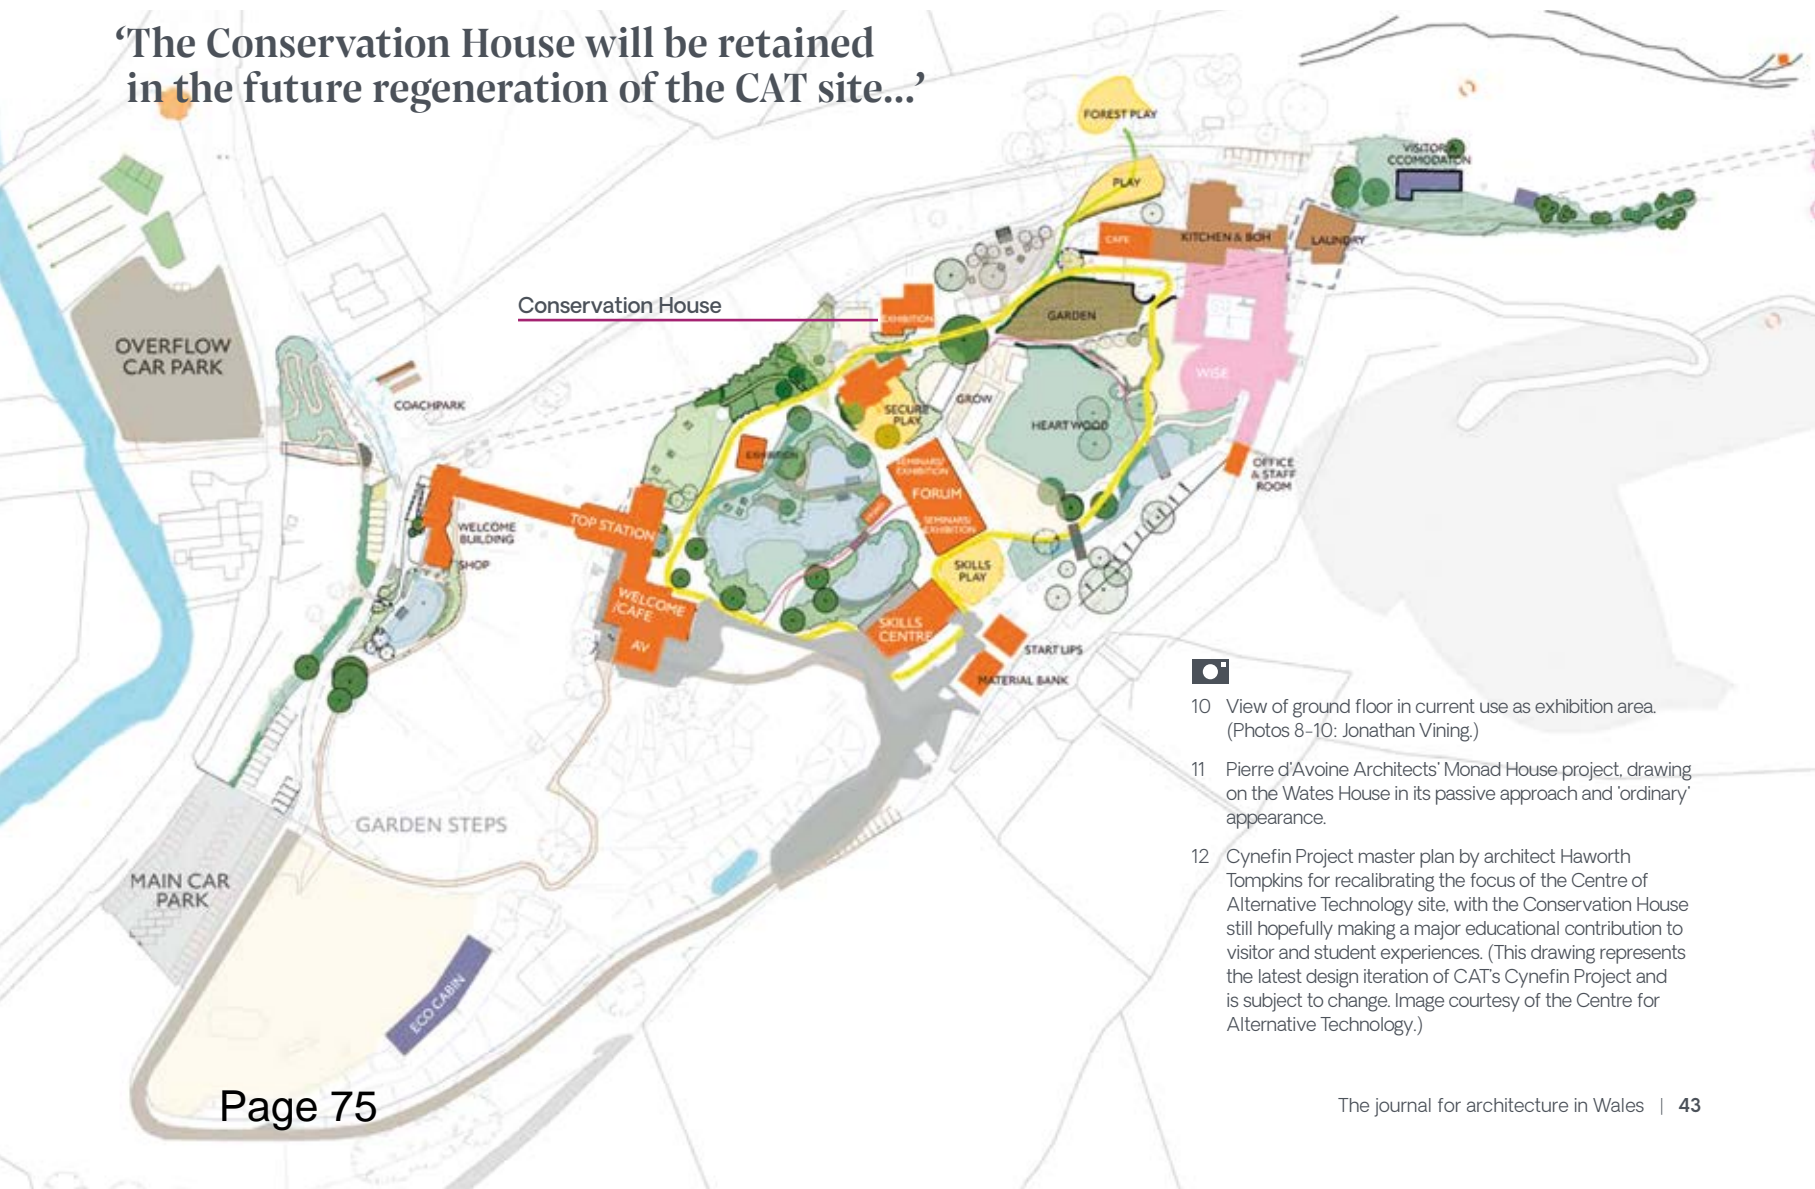 ‘The Conservation House will be retained
in the future regeneration of the CAT site...’
FOREST PLAY
VISITOR A
CCOMODATON
PLAY
CAFE
KITCHEN & BOH
LAUNDRY
Conservation House
EXHIBITION
GARDEN
OVERFLOW
CAR PARK
COACHPARK
WISE
SECURE
PLAY
GROW
HEART WOOD
EXHIBITION
SEMINARS/
EXHIBITION
FORUM
SEMINARS/
EXHIBITION
OFFICE
& STAFF
ROOM
TOP STATION
WELCOME
BUILDING
SHOP
SKILLS
PLAY
WELCOME
/CAFE
AV
SKILLS
CENTRE
START UPS
MATERIAL BANK
GARDEN STEPS
MAIN CAR
PARK
ECO CABIN
10 View of ground floor in current use as exhibition area.
(Photos 8-10: Jonathan Vining.)
11 Pierre d’Avoine Architects’ Monad House project, drawing
on the Wates House in its passive approach and ‘ordinary’
appearance.
12 Cynefin Project master plan by architect Haworth
Tompkins for recalibrating the focus of the Centre of
Alternative Technology site, with the Conservation House
still hopefully making a major educational contribution to
visitor and student experiences. (This drawing represents
the latest design iteration of CAT’s Cynefin Project and
is subject to change. Image courtesy of the Centre for
Alternative Technology.)
Page 75
The journal for architecture in Wales | 43